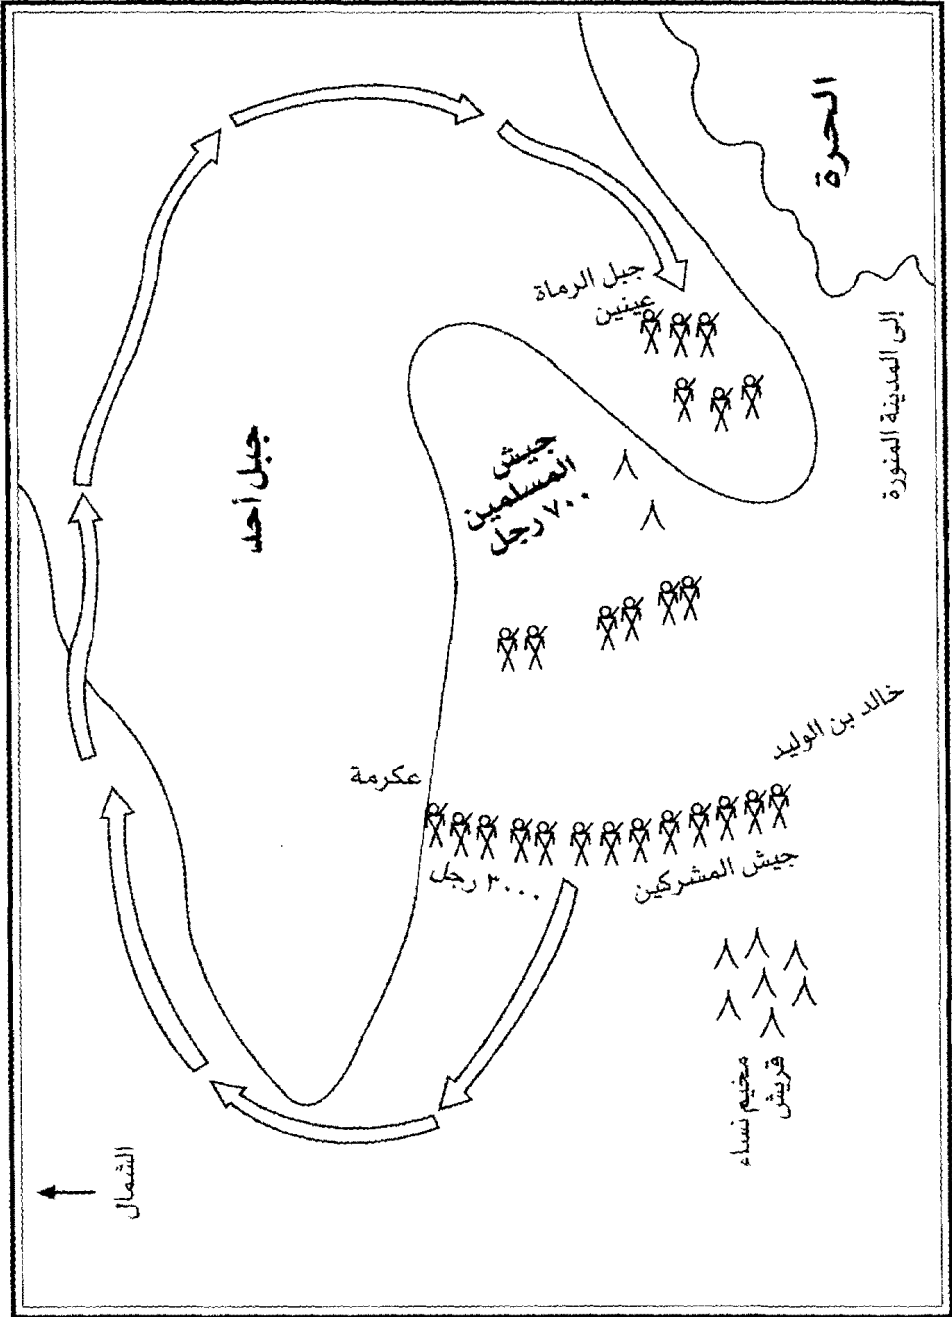 الحرة
إلى المدينة المنورة
جبل الرماة
عينين
جبل أحد
جيش
المسلمين
٧٠٠ رجل
خالد بن الوليد
عكرمة
جيش المشركين
٣٠٠٠ رجل
مخيم نساء
قريش
الشمال